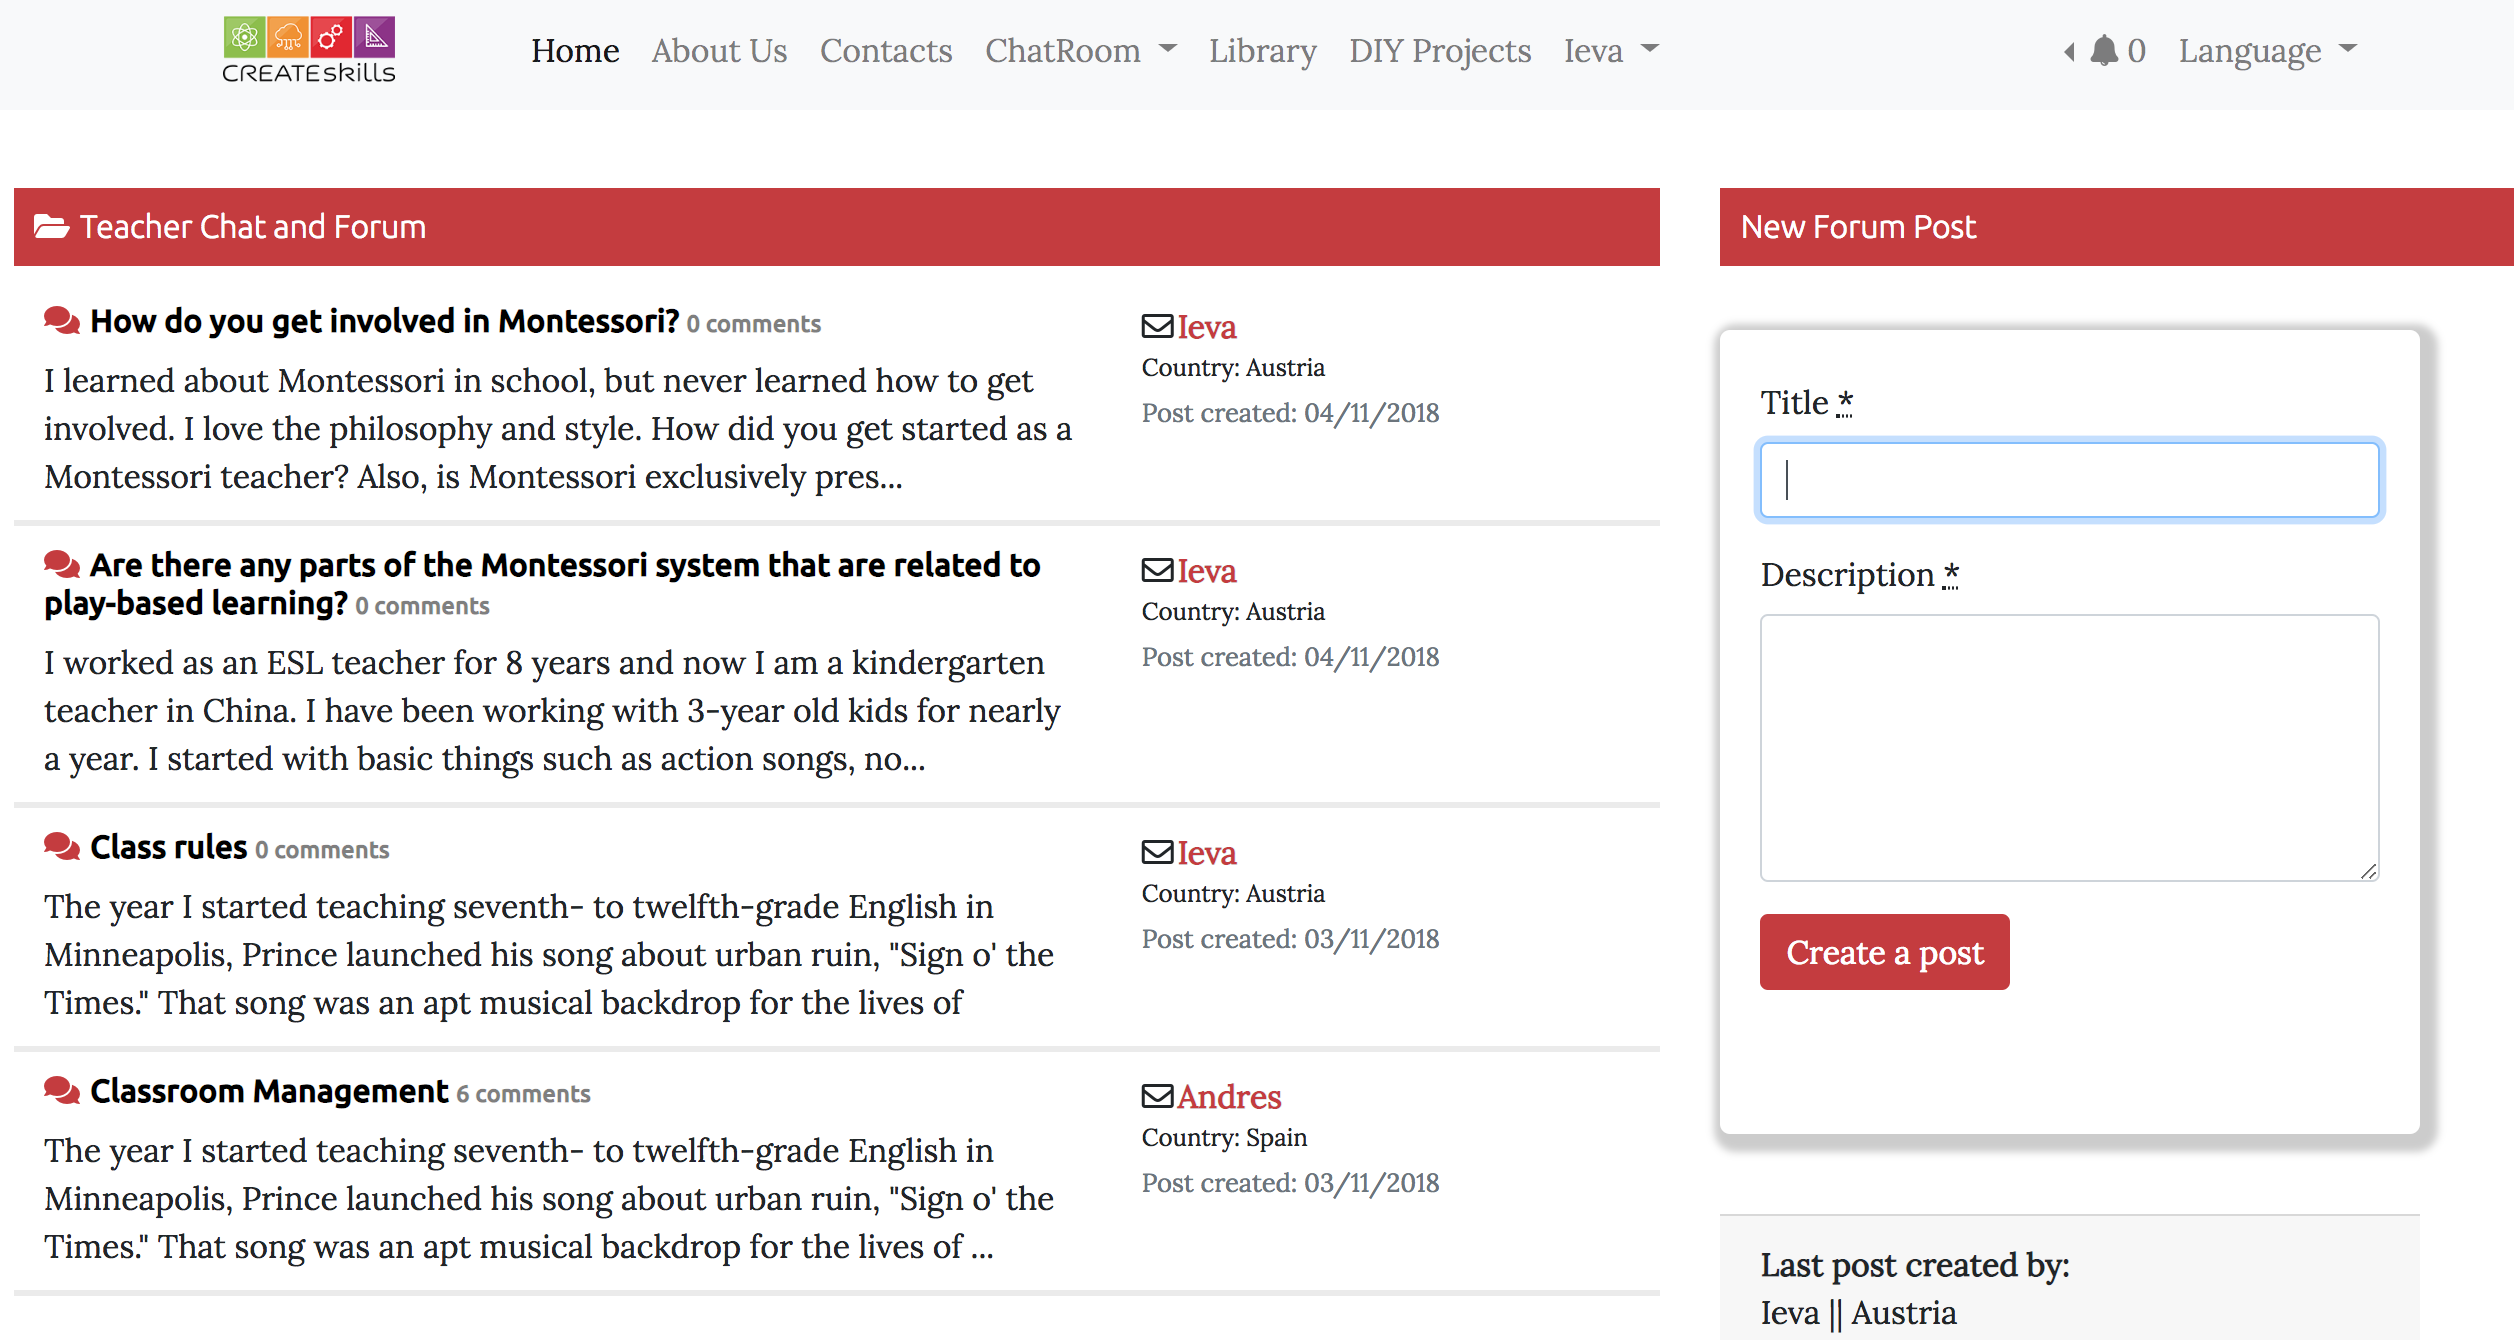 CREATEskills
Home About Us Contacts ChatRoom Library DIY Projects Ieva 0 Language
Teacher Chat and Forum
How do you get involved in Montessori? 0 comments
I learned about Montessori in school, but never learned how to get
involved. I love the philosophy and style. How did you get started as a
Montessori teacher? Also, is Montessori exclusively pres...
Ieva
Country: Austria
Post created: 04/11/2018
Are there any parts of the Montessori system that are related to
play-based learning? 0 comments
I worked as an ESL teacher for 8 years and now I am a kindergarten
teacher in China. I have been working with 3-year old kids for nearly
a year. I started with basic things such as action songs, no...
Ieva
Country: Austria
Post created: 04/11/2018
Class rules 0 comments
The year I started teaching seventh- to twelfth-grade English in
Minneapolis, Prince launched his song about urban ruin, "Sign o' the
Times." That song was an apt musical backdrop for the lives of
Ieva
Country: Austria
Post created: 03/11/2018
Classroom Management 6 comments
The year I started teaching seventh- to twelfth-grade English in
Minneapolis, Prince launched his song about urban ruin, "Sign o' the
Times." That song was an apt musical backdrop for the lives of ...
Andres
Country: Spain
Post created: 03/11/2018
New Forum Post
Title *
Description *
Create a post
Last post created by:
Ieva || Austria